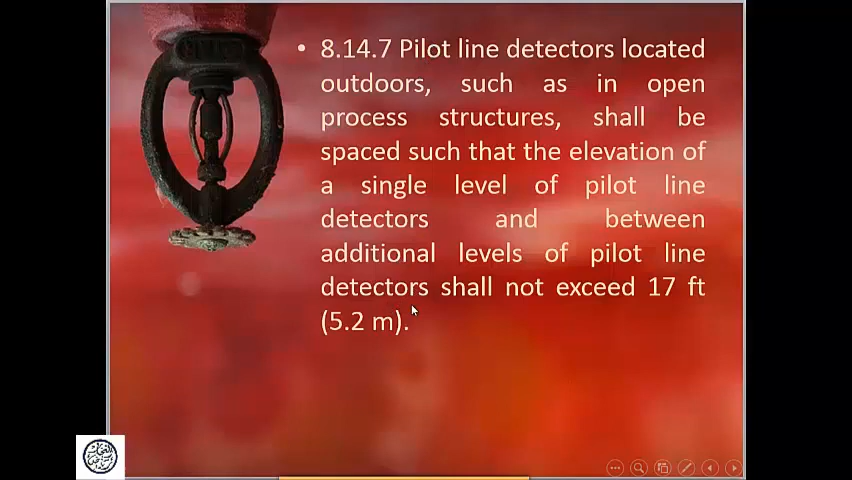 • 8.14.7 Pilot line detectors located
outdoors, such as in open
process structures, shall be
spaced such that the elevation of
a single level of pilot line
detectors and between
additional levels of pilot line
detectors shall not exceed 17 ft
(5.2 m).